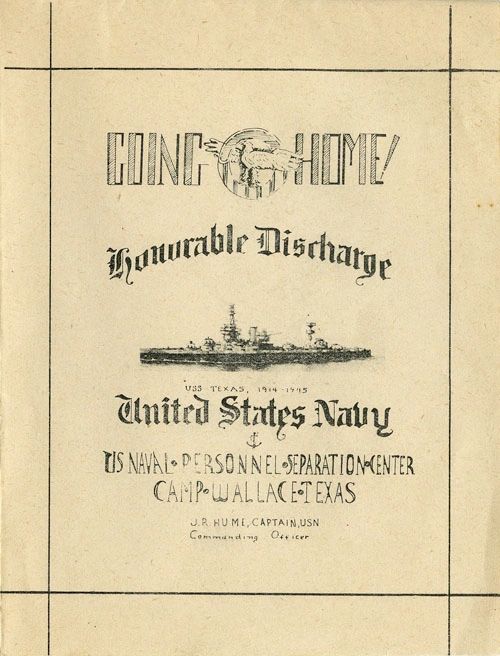 GOING HOME!
Honorable Discharge
USS TEXAS, 1914-1945
United States Navy
US NAVAL·PERSONNEL·SEPARATION·CENTER
CAMP·WALLACE·TEXAS
J.R. HUME, CAPTAIN, USN
Commanding Officer